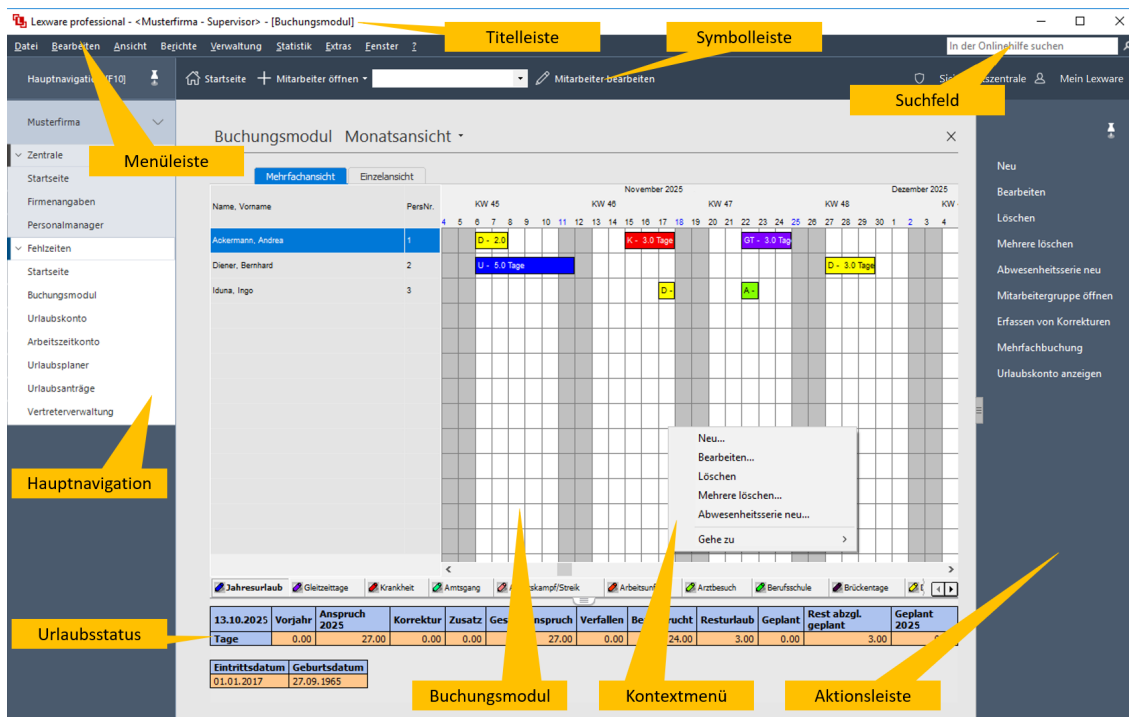 Lexware professional - <Musterfirma - Supervisor> - [Buchungsmodul]
Titelleiste
Symbolleiste
Datei Bearbeiten Ansicht Berichte Verwaltung Statistik Extras Fenster ?
In der Onlinehilfe suchen
Hauptnavigation [F10]
Startseite Mitarbeiter öffnen
Mitarbeiter bearbeiten
Mein Lexware
Suchfeld
Musterfirma
Menüleiste
Buchungsmodul Monatsansicht
Zentrale
Startseite
Firmenangaben
Personalmanager
Fehlzeiten
Startseite
Buchungsmodul
Urlaubskonto
Arbeitszeitkonto
Urlaubsplaner
Urlaubsanträge
Vertreterverwaltung
Hauptnavigation
Mehrfachansicht Einzelansicht
November 2025 Dezember 2025
Name, Vorname PersNr. KW 45 KW 46 KW 47 KW 48 KW
4 5 6 7 8 9 10 11 12 13 14 15 16 17 18 19 20 21 22 23 24 25 26 27 28 29 30 1 2 3 4
Ackermann, Andrea 1 D - 2.0 K - 3.0 Tage GT - 3.0 Tag
Diener, Bernhard 2 U - 5.0 Tage D - 3.0 Tage
Iduna, Ingo 3 D - A -
Neu
Bearbeiten
Löschen
Mehrere löschen
Abwesenheitsserie neu
Mitarbeitergruppe öffnen
Erfassen von Korrekturen
Mehrfachbuchung
Urlaubskonto anzeigen
Neu...
Bearbeiten...
Löschen
Mehrere löschen...
Abwesenheitsserie neu...
Gehe zu
Jahresurlaub Gleitzeittage Krankheit Amtsgang Arztbesuch Berufsschule Brückentage
Urlaubsstatus
13.10.2025 Vorjahr Anspruch 2025 Korrektur Zusatz Verfallen Resturlaub Geplant Rest abzgl. geplant Geplant 2025
Tage 0.00 27.00 0.00 0.00 27.00 0.00 24.00 3.00 0.00 3.00
Eintrittsdatum Geburtsdatum
01.01.2017 27.09.1965
Buchungsmodul
Kontextmenü
Aktionsleiste